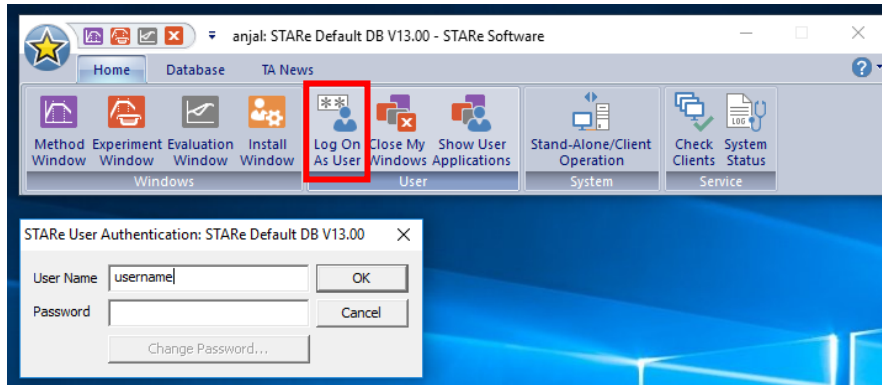 anjal: STARe Default DB V13.00 - STARe Software
Home Database TA News
Method Window
Experiment Window
Evaluation Window
Install Window
Log On As User
Close My Windows
Show User Applications
Stand-Alone/Client Operation
Check Clients
LOG
System Status
Windows User System Service
STARe User Authentication: STARe Default DB V13.00
User Name username OK
Password Cancel
Change Password...